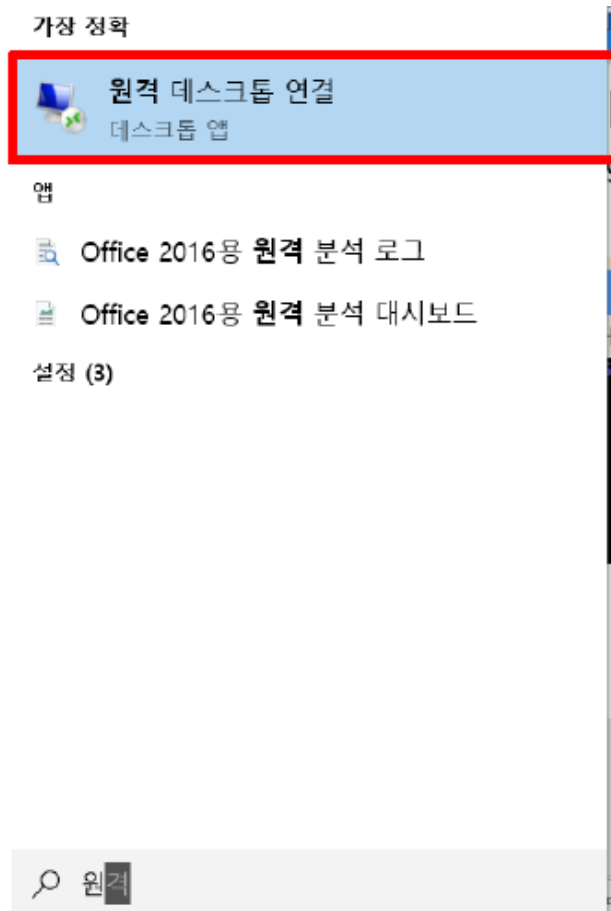 가장 정확
원격 데스크톱 연결
데스크톱 앱
앱
Office 2016용 원격 분석 로그
Office 2016용 원격 분석 대시보드
설정 (3)
원격